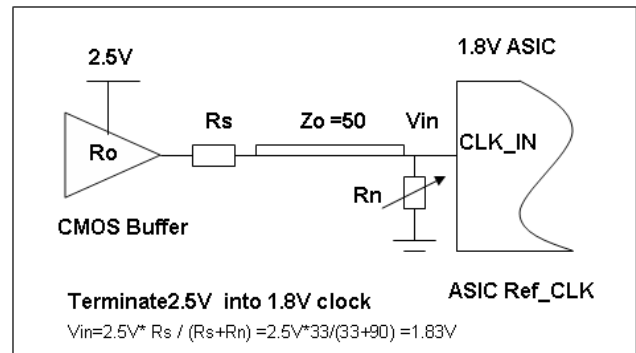 2.5V
1.8V ASIC
Rs
Zo =50
Vin
Ro
CLK_IN
Rn
CMOS Buffer
ASIC Ref_CLK
Terminate2.5V into 1.8V clock
Vin=2.5V* Rs / (Rs+Rn) =2.5V*33/(33+90) =1.83V